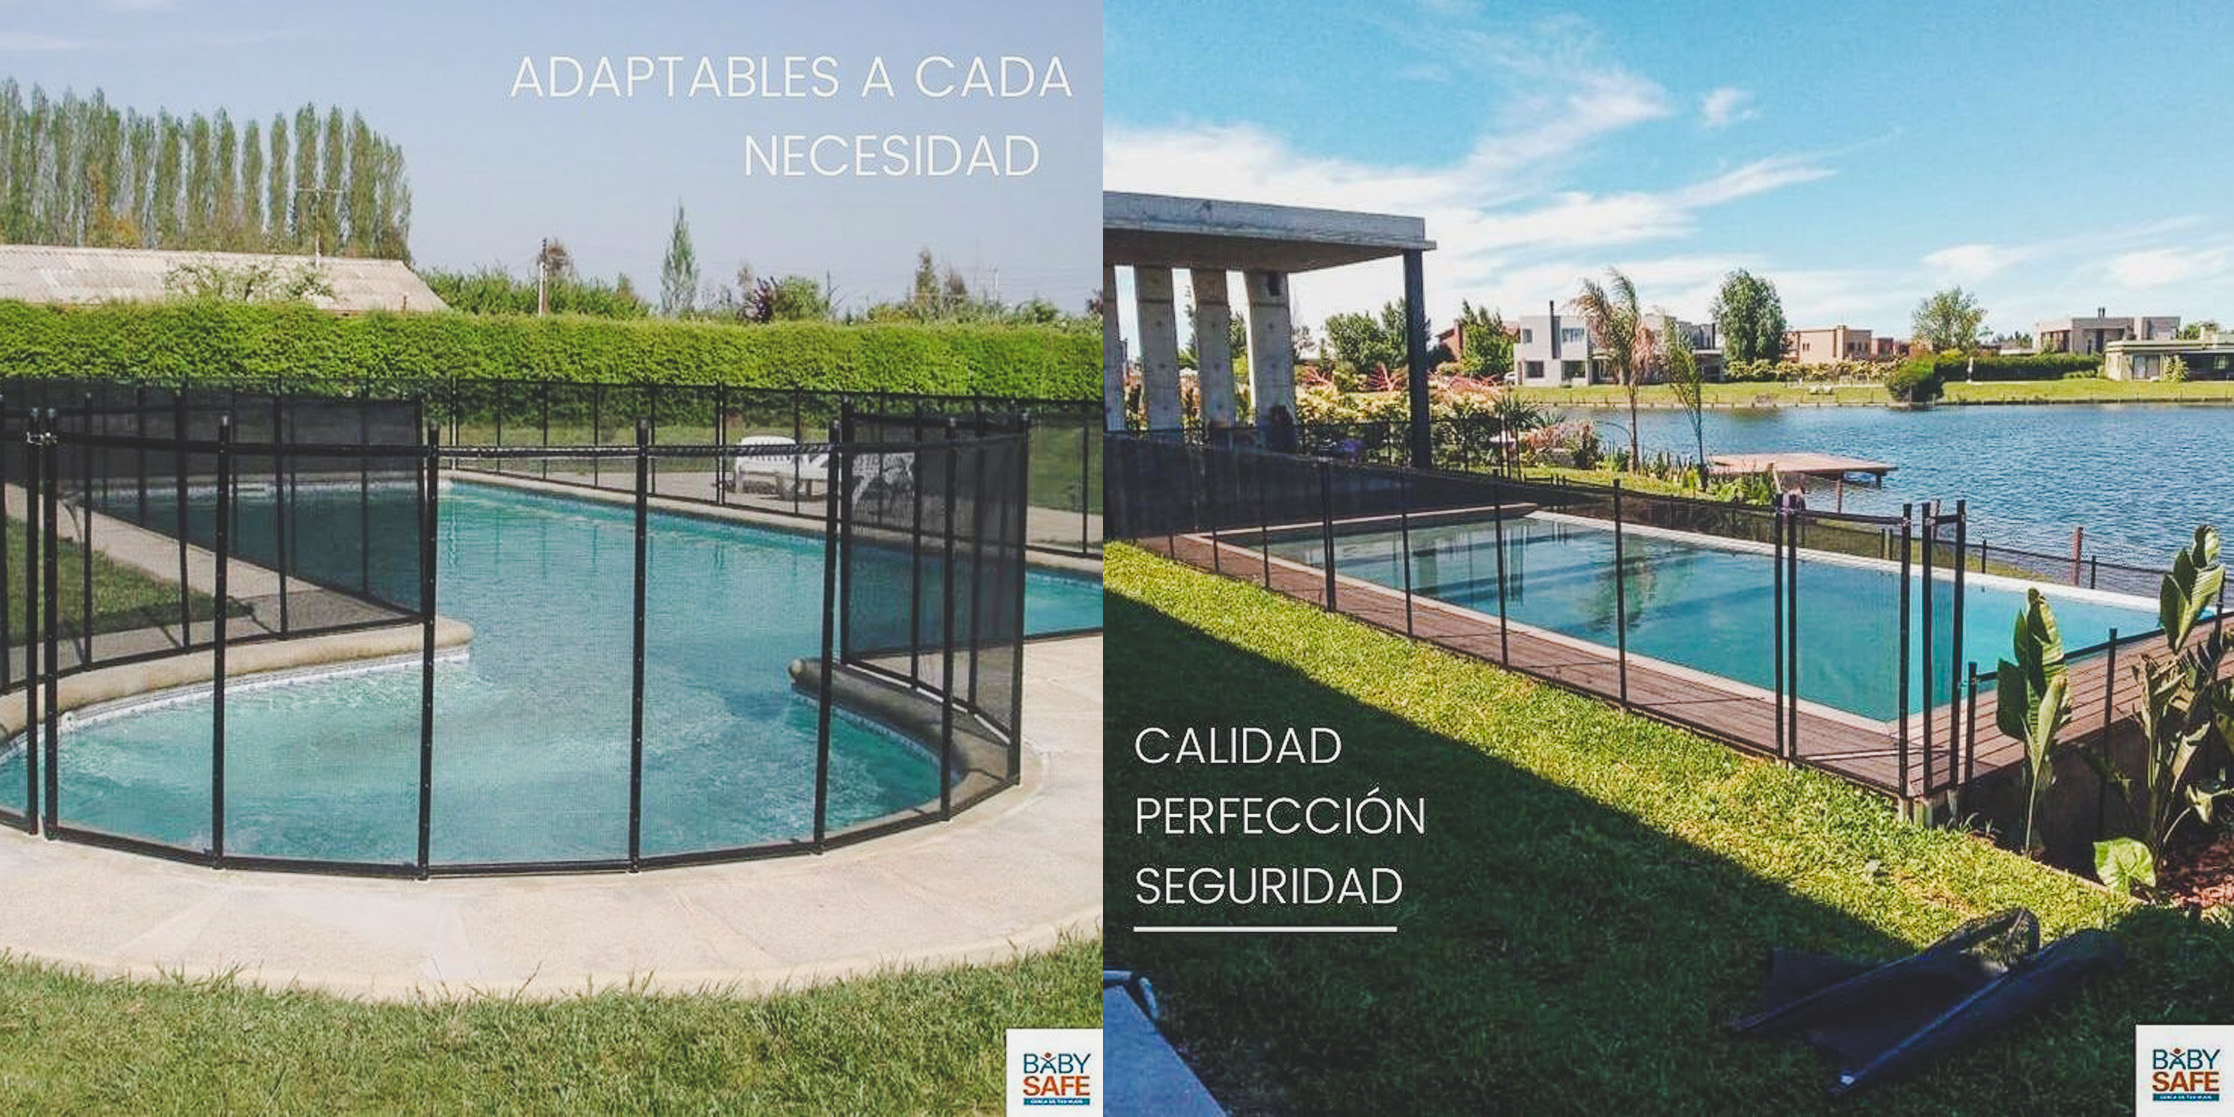 ADAPTABLES A CADA
NECESIDAD
BABY
SAFE
CALIDAD
PERFECCIÓN
SEGURIDAD
BABY
SAFE